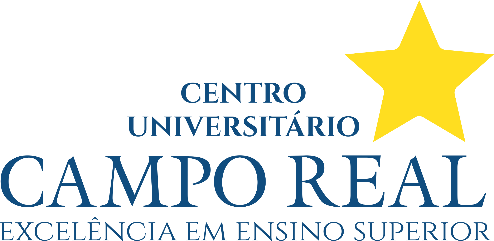 CENTRO
UNIVERSITÁRIO
CAMPO REAL
EXCELÊNCIA EM ENSINO SUPERIOR